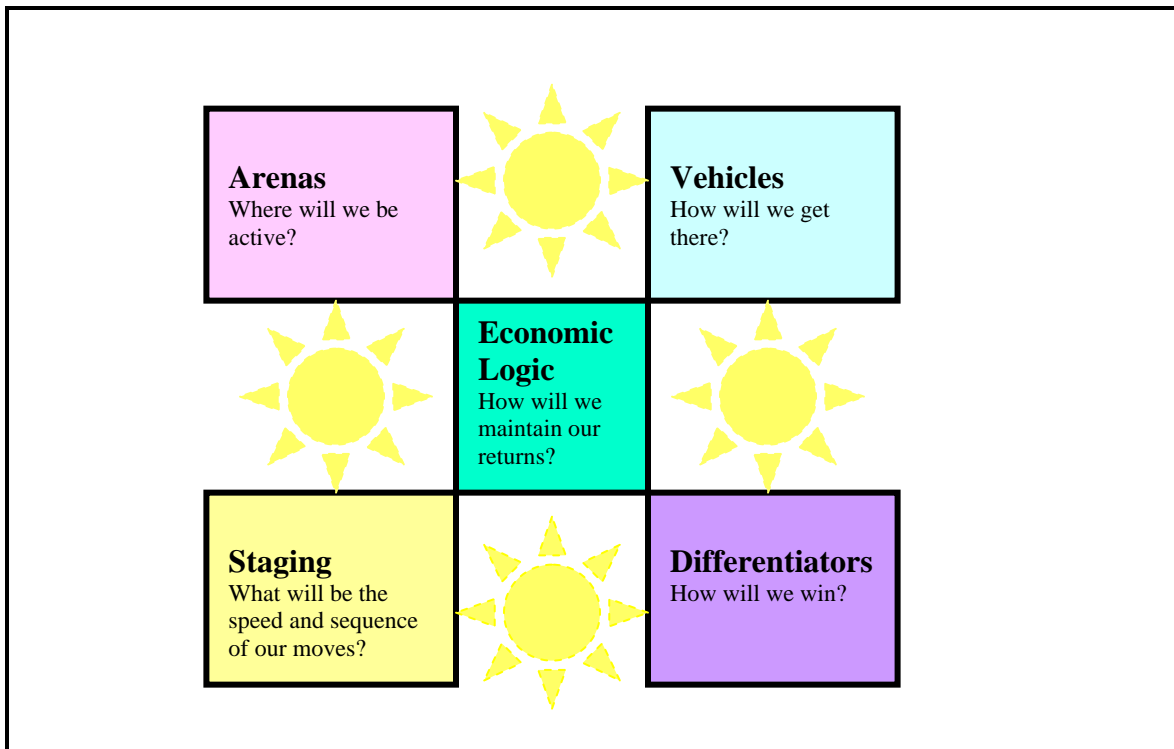 Arenas
Where will we be
active?
Vehicles
How will we get
there?
Economic
Logic
How will we
maintain our
returns?
Staging
What will be the
speed and sequence
of our moves?
Differentiators
How will we win?